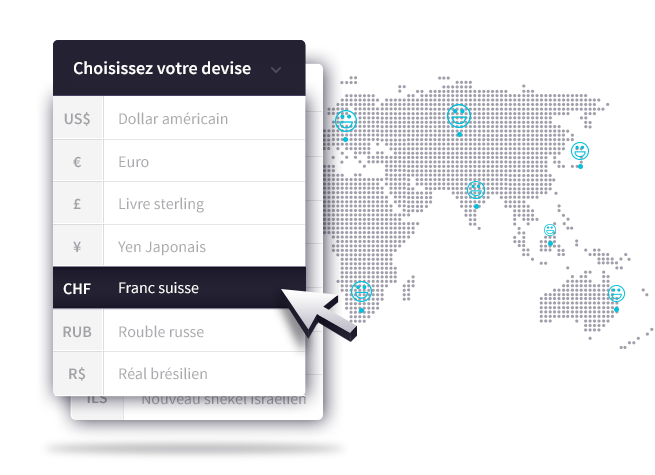 Choisissez votre devise
US$ Dollar américain
€ Euro
£ Livre sterling
¥ Yen Japonais
CHF Franc suisse
RUB Rouble russe
R$ Réal brésilien
ILS Nouveau shekel israélien